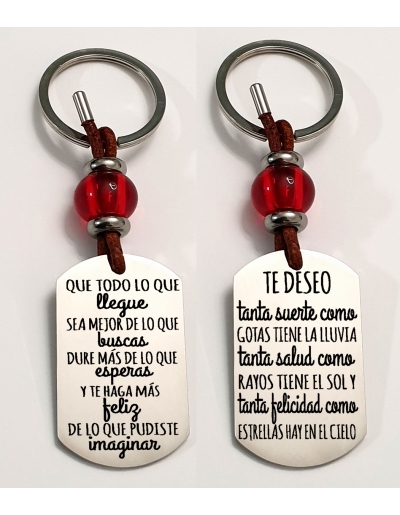 QUE TODO LO QUE
llegue
SEA MEJOR DE LO QUE
buscas
DURE MÁS DE LO QUE
esperas
Y TE HAGA MÁS
feliz
DE LO QUE PUDISTE
imaginar
TE DESEO
tanta suerte como
GOTAS TIENE LA LLUVIA
tanta salud como
RAYOS TIENE EL SOL Y
tanta felicidad como
ESTRELLAS HAY EN EL CIELO